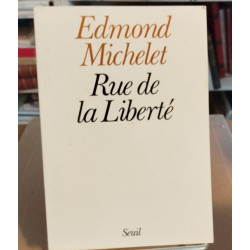 Edmond
Michelet
Rue de
la Liberté
Seuil